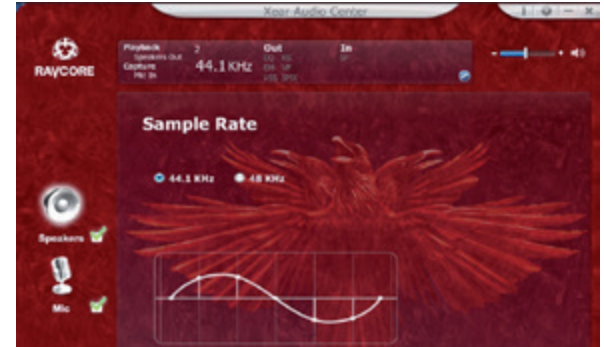 Xear Audio Center
RAVCORE
Playback 2 Out In
Speakers Out
Capture 44.1 KHz
Mic In
Sample Rate
44.1 KHz 48 KHz
Speakers
Mic